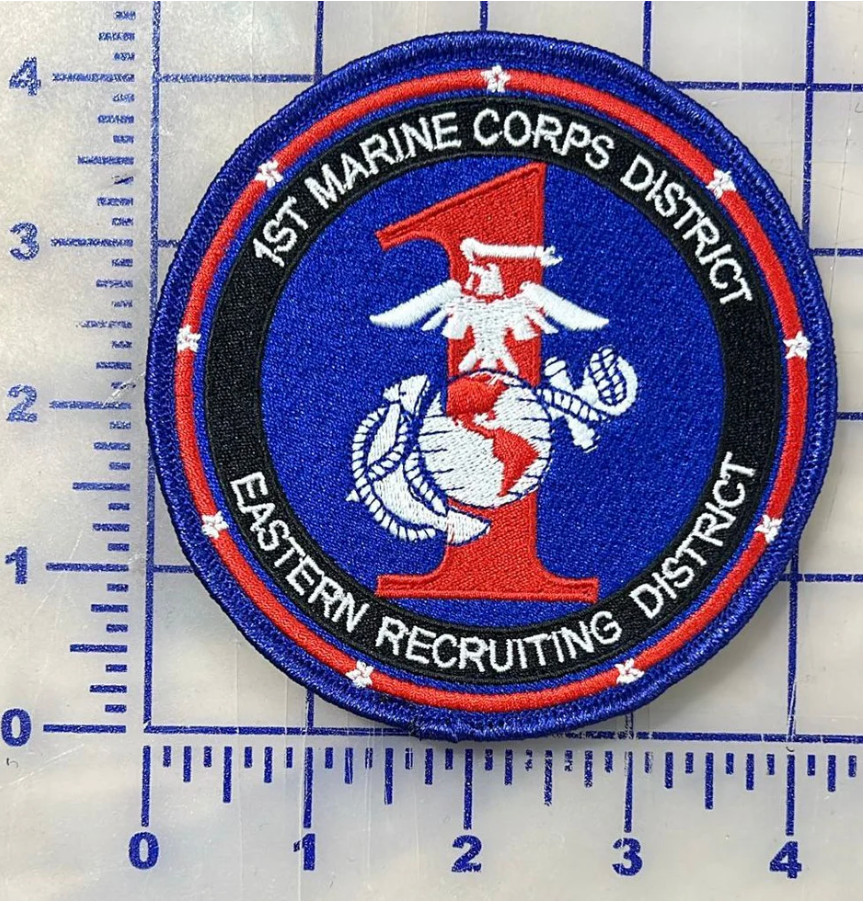 1ST MARINE CORPS DISTRICT
1
EASTERN RECRUITING DISTRICT
4
3
2
1
0
0 1 2 3 4